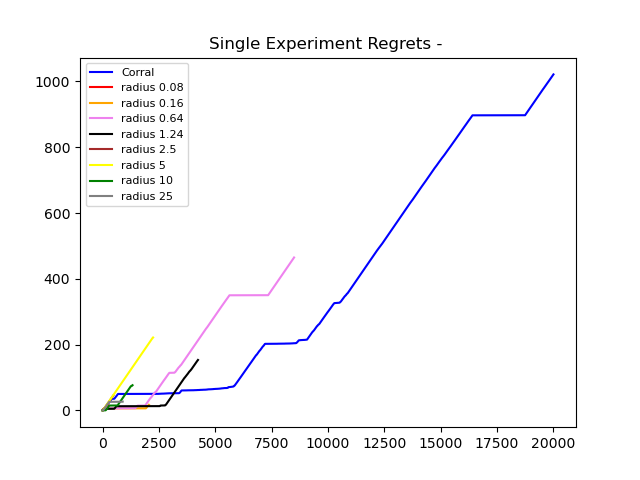 Single Experiment Regrets -
Corral
radius 0.08
radius 0.16
radius 0.64
radius 1.24
radius 2.5
radius 5
radius 10
radius 25
1000
800
600
400
200
0
0 2500 5000 7500 10000 12500 15000 17500 20000